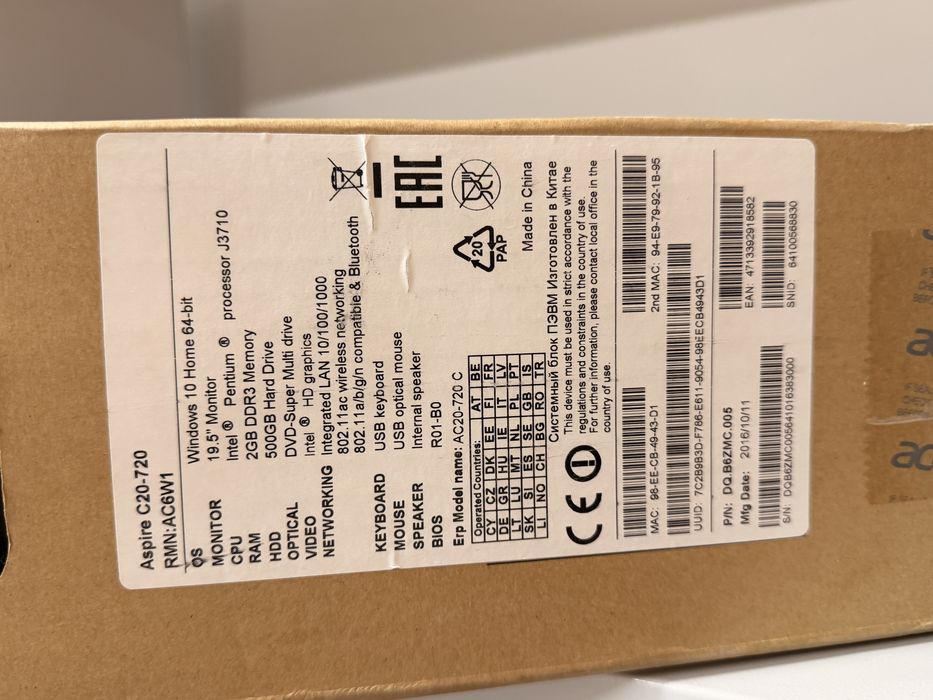 Aspire C20-720
RMN:AC6W1
OS Windows 10 Home 64-bit
MONITOR 19.5" Monitor
CPU Intel ® Pentium ® processor J3710
RAM 2GB DDR3 Memory
HDD 500GB Hard Drive
OPTICAL DVD-Super Multi drive
VIDEO Intel ® HD graphics
NETWORKING Integrated LAN 10/100/1000
802.11ac wireless networking
802.11a/b/g/n compatible & Bluetooth
KEYBOARD USB keyboard
MOUSE USB optical mouse
SPEAKER Internal speaker
BIOS R01-B0
Erp Model name: AC20-720 C
Operated Countries: AT BE
CY CZ DK EE FI FR
DE GR HU IE IT LV
LT LU MT NL PL PT
SK SI ES SE GB IS
LI NO CH BG RO TR
EAC
20
PAP
Made in China
CE
Системный блок ПЭВМ Изготовлен в Китае
This device must be used in strict accordance with the
regulations and constraints in the country of use.
For further information, please contact local office in the
country of use.
MAC: 98-EE-CB-49-43-D1
2nd MAC: 94-E9-79-92-1B-95
UUID: 7C2B9B3D-F786-E611-9054-98EECB4943D1
P/N: DQ.B6ZMC.005
Mfg Date: 2016/10/11
EAN: 4713392918582
S/N: DQB6ZMC005641016383000
SNID: 64100568830